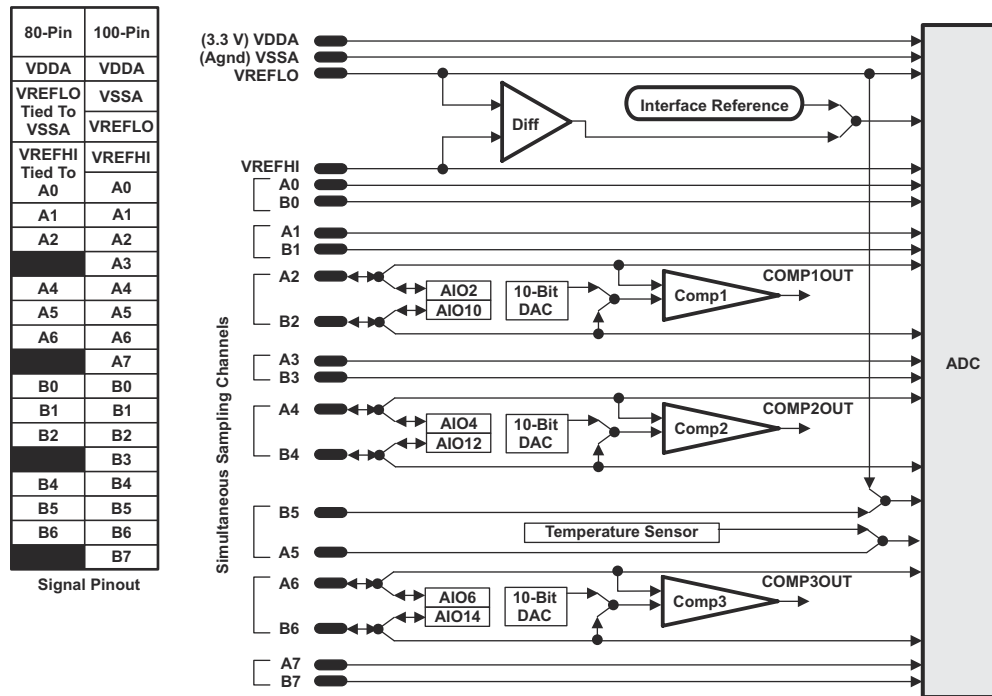 80-Pin 100-Pin
VDDA VDDA
VREFLO Tied To VSSA VSSA
VREFLO
VREFHI Tied To A0 VREFHI
A0
A1 A1
A2 A2
A3
A4 A4
A5 A5
A6 A6
A7
B0 B0
B1 B1
B2 B2
B3
B4 B4
B5 B5
B6 B6
B7
Signal Pinout
Simultaneous Sampling Channels
(3.3 V) VDDA
(Agnd) VSSA
VREFLO
Diff
Interface Reference
VREFHI
A0
B0
A1
B1
A2
AIO2
AIO10
10-Bit
DAC
Comp1
COMP1OUT
B2
A3
B3
A4
AIO4
AIO12
10-Bit
DAC
Comp2
COMP2OUT
B4
B5
Temperature Sensor
A5
A6
AIO6
AIO14
10-Bit
DAC
Comp3
COMP3OUT
B6
A7
B7
ADC